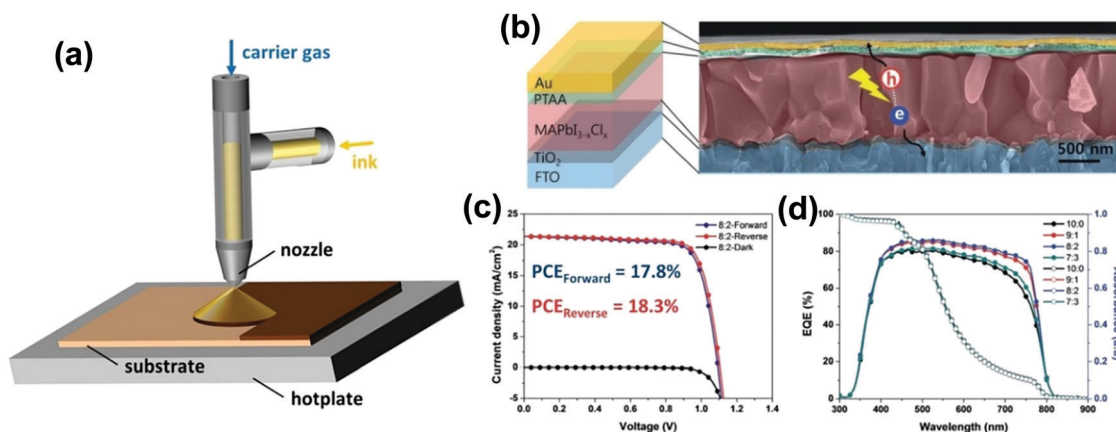 (a)
carrier gas
ink
nozzle
substrate
hotplate
(b)
Au
PTAA
MAPbI₃₋ₓClₓ
TiO₂
FTO
h
e
500 nm
(c)
25
20
15
10
5
0
-5
0.0 0.2 0.4 0.6 0.8 1.0 1.2 1.4
Current density (mA/cm²)
Voltage (V)
8:2-Forward
8:2-Reverse
8:2-Dark
PCE_Forward = 17.8%
PCE_Reverse = 18.3%
(d)
100
80
60
40
20
0
300 400 500 600 700 800 900
EQE (%)
Wavelength (nm)
10:0
9:1
8:2
7:3
10:0
9:1
8:2
7:3
1.0
0.8
0.6
0.4
0.2
0.0